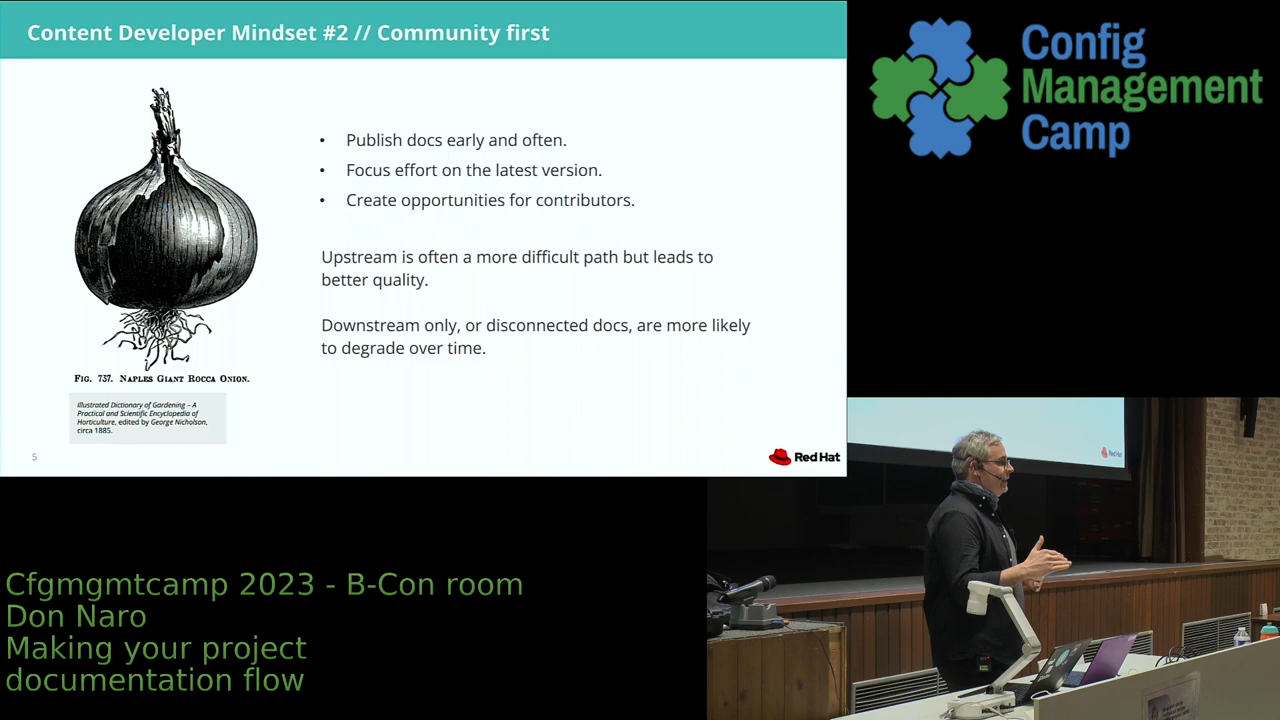 Content Developer Mindset #2 // Community first
• Publish docs early and often.
• Focus effort on the latest version.
• Create opportunities for contributors.
Upstream is often a more difficult path but leads to
better quality.
Downstream only, or disconnected docs, are more likely
to degrade over time.
FIG. 737. NAPLES GIANT ROCCA ONION.
Illustrated Dictionary of Gardening – A
Practical and Scientific Encyclopedia of
Horticulture, edited by George Nicholson,
circa 1885.
5
Red Hat
Config
Management
Camp
Red Hat
Cfgmgmtcamp 2023 - B-Con room
Don Naro
Making your project
documentation flow